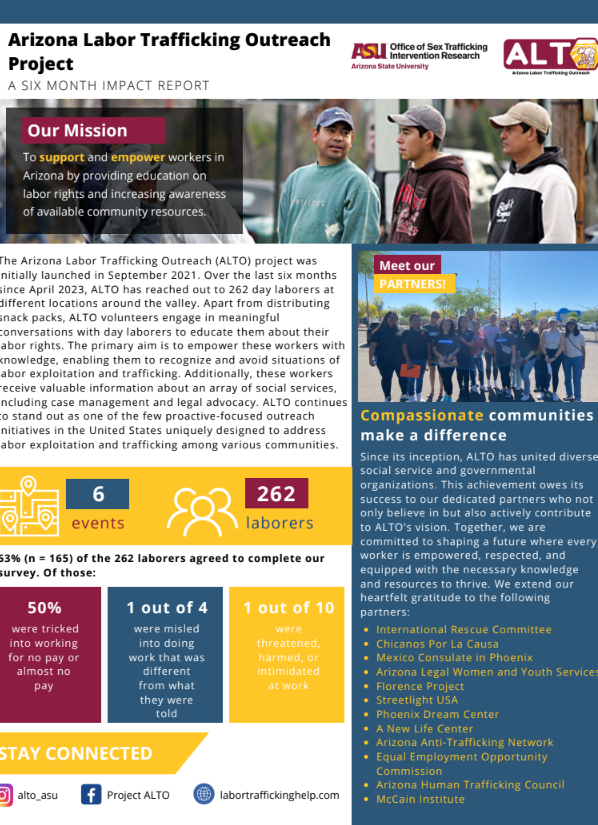 Arizona Labor Trafficking Outreach
Project
A SIX MONTH IMPACT REPORT
ASU Office of Sex Trafficking
Intervention Research
Arizona State University
ALTO
Arizona Labor Trafficking Outreach
Our Mission
To support and empower workers in
Arizona by providing education on
labor rights and increasing awareness
of available community resources.
The Arizona Labor Trafficking Outreach (ALTO) project was
initially launched in September 2021. Over the last six months
since April 2023, ALTO has reached out to 262 day laborers at
different locations around the valley. Apart from distributing
snack packs, ALTO volunteers engage in meaningful
conversations with day laborers to educate them about their
labor rights. The primary aim is to empower these workers with
knowledge, enabling them to recognize and avoid situations of
labor exploitation and trafficking. Additionally, these workers
receive valuable information about an array of social services,
including case management and legal advocacy. ALTO continues
to stand out as one of the few proactive-focused outreach
initiatives in the United States uniquely designed to address
labor exploitation and trafficking among various communities.
6
events
262
laborers
63% (n = 165) of the 262 laborers agreed to complete our
survey. Of those:
50%
were tricked
into working
for no pay or
almost no
pay
1 out of 4
were misled
into doing
work that was
different
from what
they were
told
1 out of 10
were
threatened,
harmed, or
intimidated
at work
STAY CONNECTED
alto_asu
Project ALTO
labortraffickinghelp.com
Meet our
PARTNERS!
Compassionate communities
make a difference
Since its inception, ALTO has united diverse
social service and governmental
organizations. This achievement owes its
success to our dedicated partners who not
only believe in but also actively contribute
to ALTO's vision. Together, we are
committed to shaping a future where every
worker is empowered, respected, and
equipped with the necessary knowledge
and resources to thrive. We extend our
heartfelt gratitude to the following
partners:
• International Rescue Committee
• Chicanos Por La Causa
• Mexico Consulate in Phoenix
• Arizona Legal Women and Youth Services
• Florence Project
• Streetlight USA
• Phoenix Dream Center
• A New Life Center
• Arizona Anti-Trafficking Network
• Equal Employment Opportunity
Commission
• Arizona Human Trafficking Council
• McCain Institute